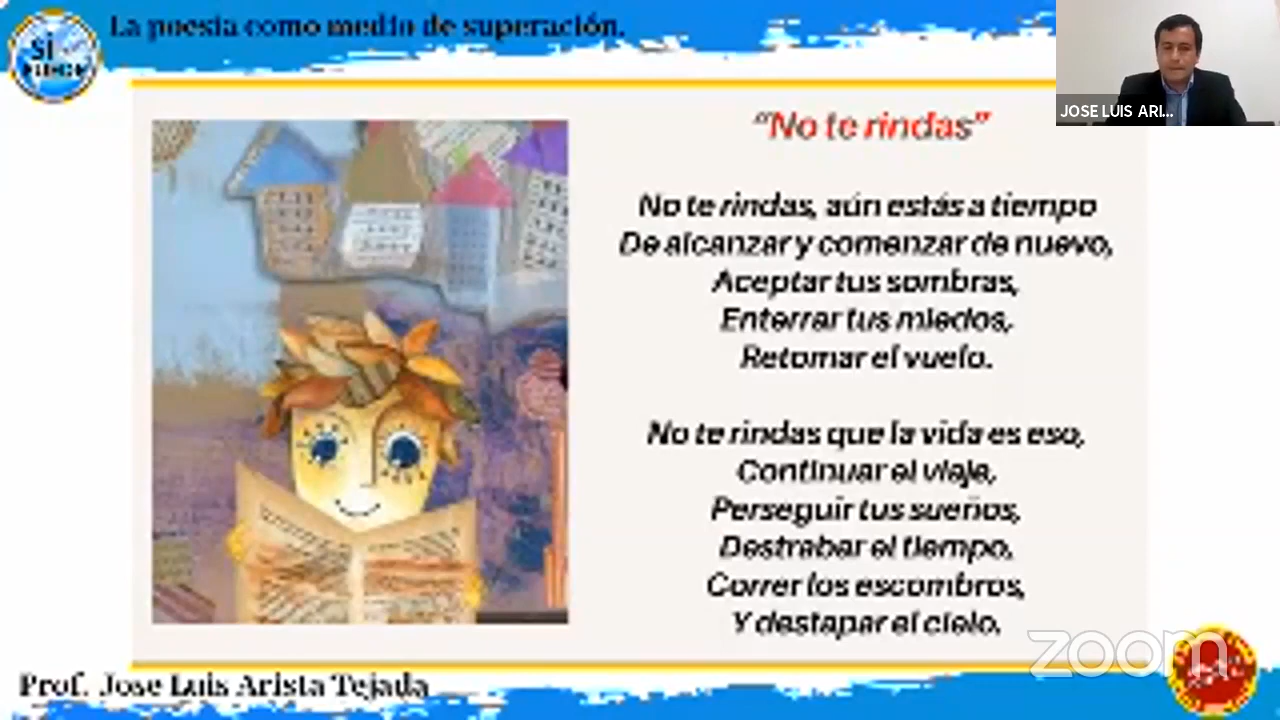 La poesía como medio de superación.
SI
JOSE LUIS ARI...
“No te rindas”
No te rindas, aún estás a tiempo
De alcanzar y comenzar de nuevo,
Aceptar tus sombras,
Enterrar tus miedos,
Retomar el vuelo.
No te rindas que la vida es eso,
Continuar el viaje,
Perseguir tus sueños,
Destrabar el tiempo,
Correr los escombros,
Y destapar el cielo.
zoom
Prof. Jose Luis Arista Tejada